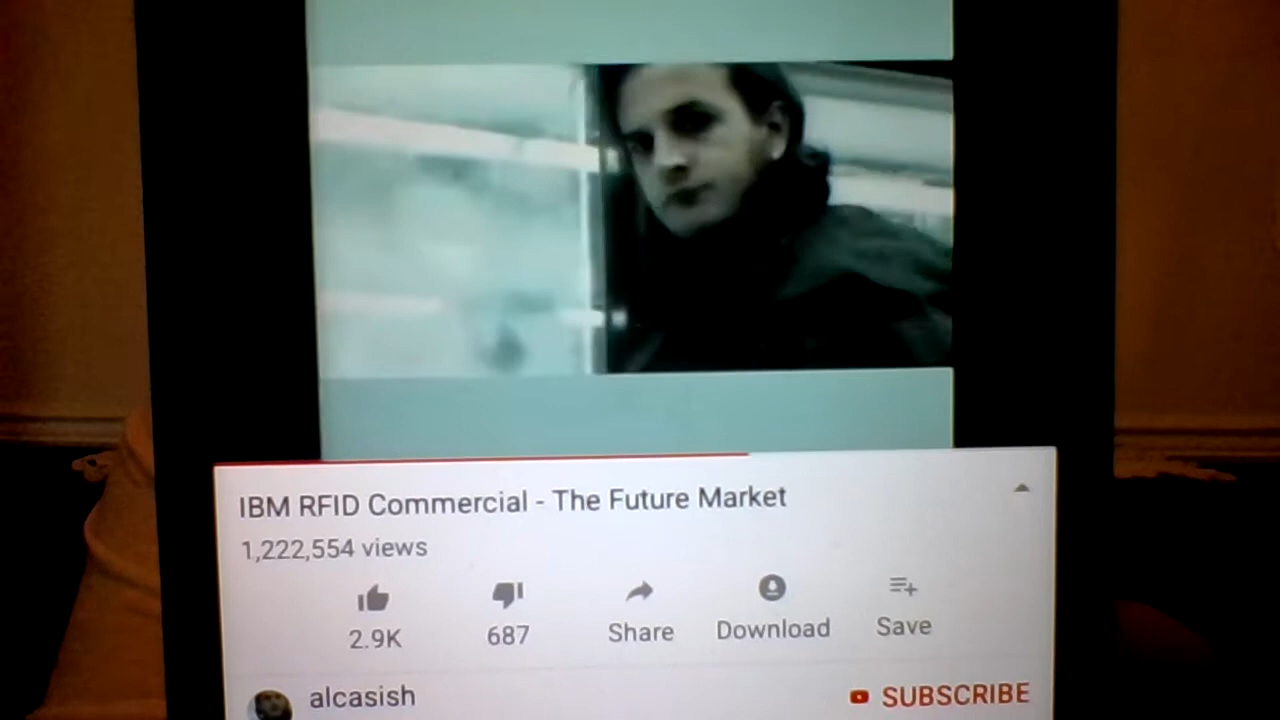 IBM RFID Commercial - The Future Market
1,222,554 views
2.9K 687 Share Download Save
alcasish SUBSCRIBE